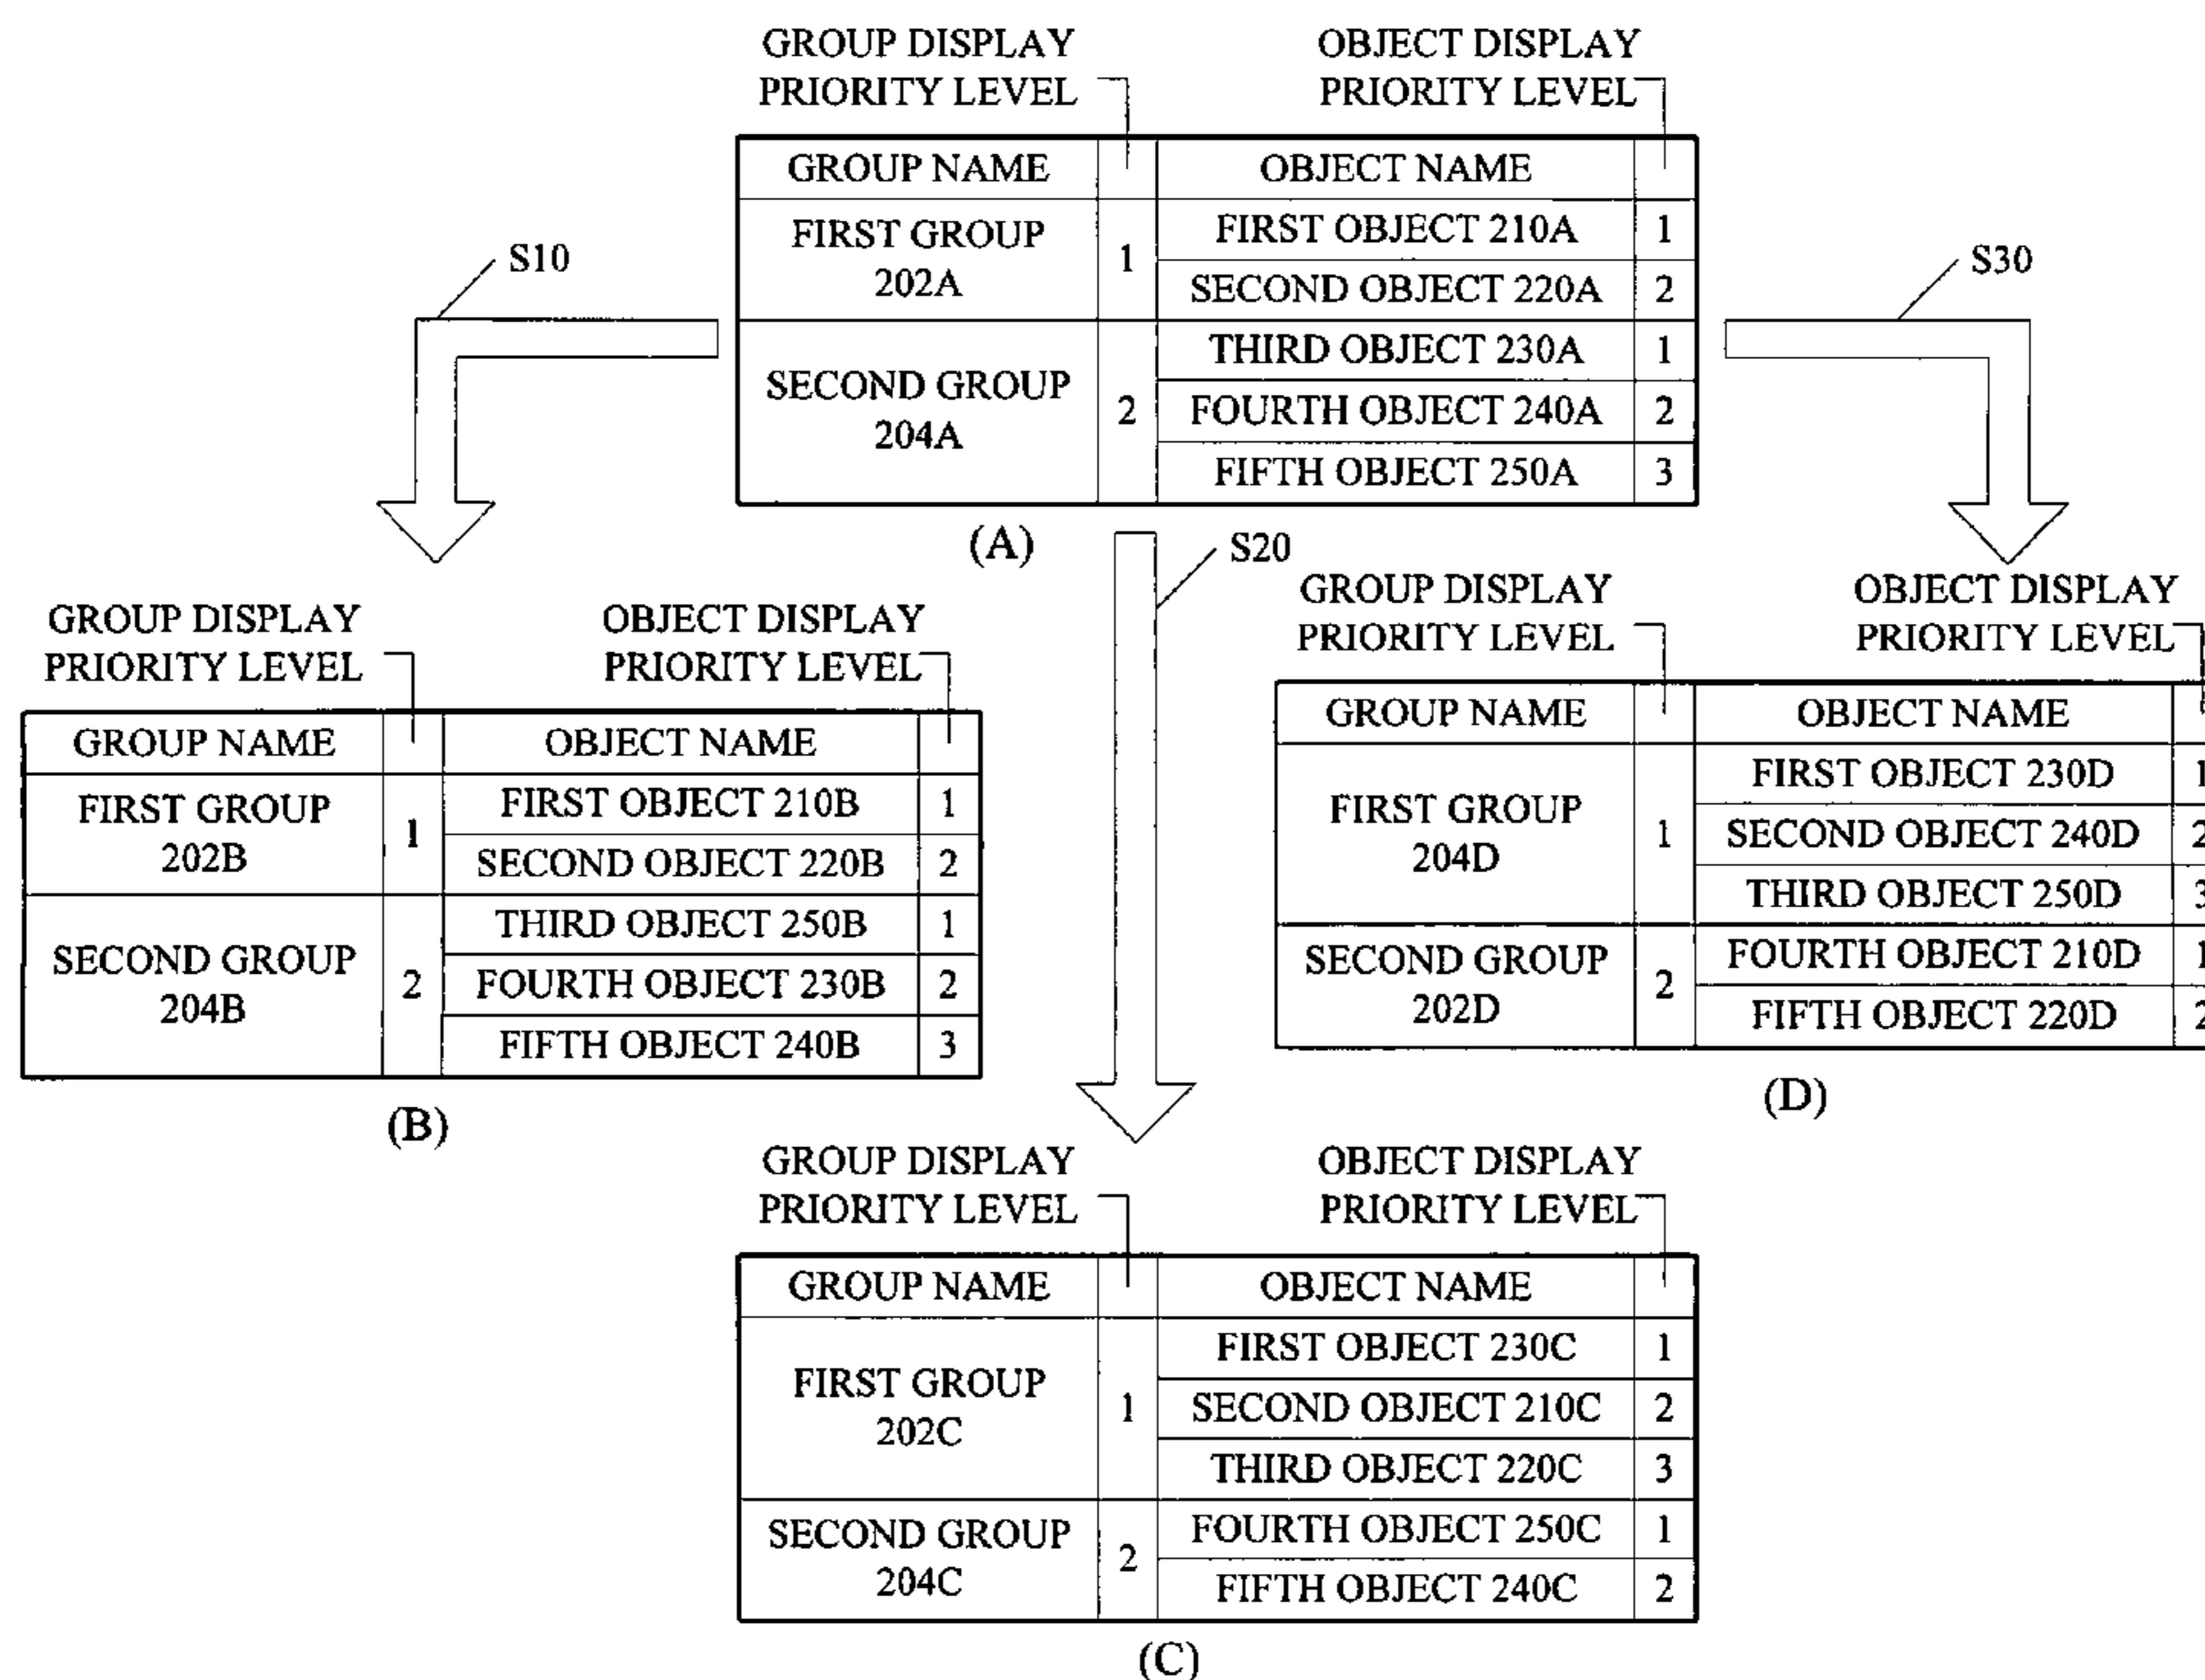 GROUP DISPLAY
PRIORITY LEVEL
OBJECT DISPLAY
PRIORITY LEVEL
GROUP NAME
OBJECT NAME
FIRST GROUP
202A
1
FIRST OBJECT 210A
1
SECOND OBJECT 220A
2
SECOND GROUP
204A
2
THIRD OBJECT 230A
1
FOURTH OBJECT 240A
2
FIFTH OBJECT 250A
3
(A)
S10
S20
S30
GROUP DISPLAY
PRIORITY LEVEL
OBJECT DISPLAY
PRIORITY LEVEL
GROUP NAME
OBJECT NAME
FIRST GROUP
202B
1
FIRST OBJECT 210B
1
SECOND OBJECT 220B
2
SECOND GROUP
204B
2
THIRD OBJECT 250B
1
FOURTH OBJECT 230B
2
FIFTH OBJECT 240B
3
(B)
GROUP DISPLAY
PRIORITY LEVEL
OBJECT DISPLAY
PRIORITY LEVEL
GROUP NAME
OBJECT NAME
FIRST GROUP
204D
1
FIRST OBJECT 230D
1
SECOND OBJECT 240D
2
THIRD OBJECT 250D
3
SECOND GROUP
202D
2
FOURTH OBJECT 210D
1
FIFTH OBJECT 220D
2
(D)
GROUP DISPLAY
PRIORITY LEVEL
OBJECT DISPLAY
PRIORITY LEVEL
GROUP NAME
OBJECT NAME
FIRST GROUP
202C
1
FIRST OBJECT 230C
1
SECOND OBJECT 210C
2
THIRD OBJECT 220C
3
SECOND GROUP
204C
2
FOURTH OBJECT 250C
1
FIFTH OBJECT 240C
2
(C)